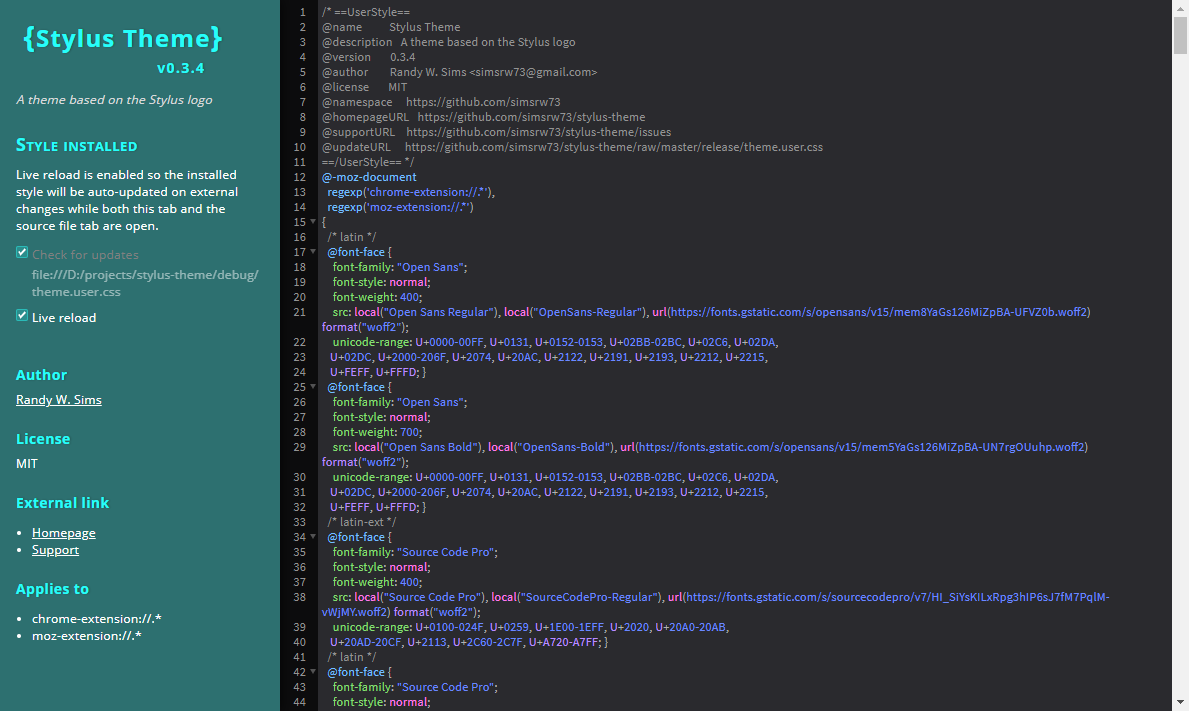 {Stylus Theme}
v0.3.4
A theme based on the Stylus logo
STYLE INSTALLED
Live reload is enabled so the installed
style will be auto-updated on external
changes while both this tab and the
source file tab are open.
Check for updates
file:///D:/projects/stylus-theme/debug/
theme.user.css
Live reload
Author
Randy W. Sims
License
MIT
External link
• Homepage
• Support
Applies to
• chrome-extension://.*
• moz-extension://.*
1 /* ==UserStyle==
2 @name Stylus Theme
3 @description A theme based on the Stylus logo
4 @version 0.3.4
5 @author Randy W. Sims <simsrw73@gmail.com>
6 @license MIT
7 @namespace https://github.com/simsrw73
8 @homepageURL https://github.com/simsrw73/stylus-theme
9 @supportURL https://github.com/simsrw73/stylus-theme/issues
10 @updateURL https://github.com/simsrw73/stylus-theme/raw/master/release/theme.user.css
11 ==/UserStyle== */
12 @-moz-document
13 regexp('chrome-extension://.*'),
14 regexp('moz-extension://.*')
15 {
16 /* latin */
17 @font-face {
18 font-family: "Open Sans";
19 font-style: normal;
20 font-weight: 400;
21 src: local("Open Sans Regular"), local("OpenSans-Regular"), url(https://fonts.gstatic.com/s/opensans/v15/mem8YaGs126MiZpBA-UFVZ0b.woff2)
format("woff2");
22 unicode-range: U+0000-00FF, U+0131, U+0152-0153, U+02BB-02BC, U+02C6, U+02DA,
23 U+02DC, U+2000-206F, U+2074, U+20AC, U+2122, U+2191, U+2193, U+2212, U+2215,
24 U+FEFF, U+FFFD; }
25 @font-face {
26 font-family: "Open Sans";
27 font-style: normal;
28 font-weight: 700;
29 src: local("Open Sans Bold"), local("OpenSans-Bold"), url(https://fonts.gstatic.com/s/opensans/v15/mem5YaGs126MiZpBA-UN7rgOUuhp.woff2)
format("woff2");
30 unicode-range: U+0000-00FF, U+0131, U+0152-0153, U+02BB-02BC, U+02C6, U+02DA,
31 U+02DC, U+2000-206F, U+2074, U+20AC, U+2122, U+2191, U+2193, U+2212, U+2215,
32 U+FEFF, U+FFFD; }
33 /* latin-ext */
34 @font-face {
35 font-family: "Source Code Pro";
36 font-style: normal;
37 font-weight: 400;
38 src: local("Source Code Pro"), local("SourceCodePro-Regular"), url(https://fonts.gstatic.com/s/sourcecodepro/v7/HI_SiYsKILxRpg3hIP6sJ7fM7PqlM-
vWjMY.woff2) format("woff2");
39 unicode-range: U+0100-024F, U+0259, U+1E00-1EFF, U+2020, U+20A0-20AB,
40 U+20AD-20CF, U+2113, U+2C60-2C7F, U+A720-A7FF; }
41 /* latin */
42 @font-face {
43 font-family: "Source Code Pro";
44 font-style: normal;